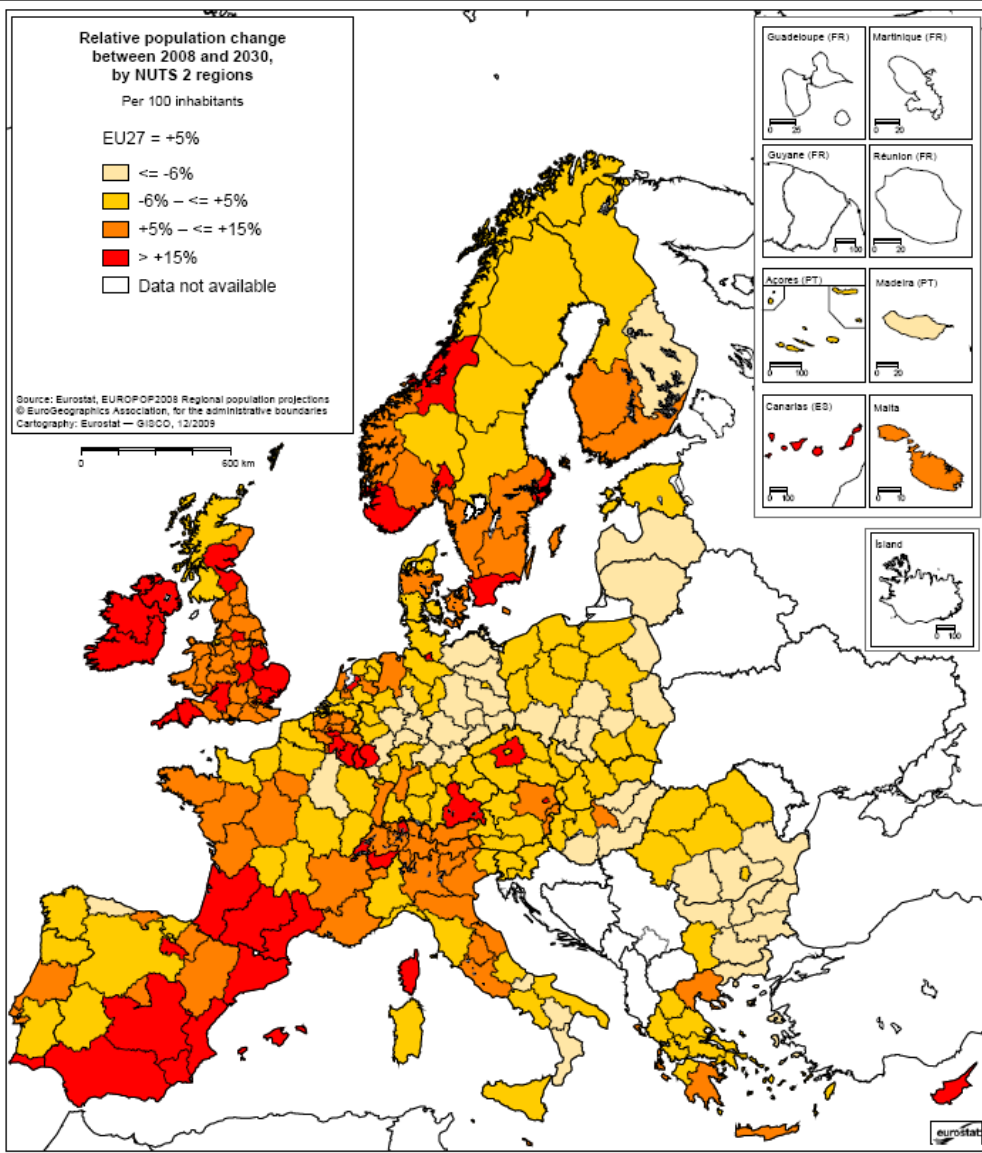 Relative population change
between 2008 and 2030,
by NUTS 2 regions
Per 100 inhabitants
EU27 = +5%
<= -6%
-6% – <= +5%
+5% – <= +15%
> +15%
Data not available
Source: Eurostat, EUROPOP2008 Regional population projections
© EuroGeographics Association, for the administrative boundaries
Cartography: Eurostat — GISCO, 12/2009
0 600 km
Guadeloupe (FR)
0 25
Martinique (FR)
0 20
Guyane (FR)
0 100
Réunion (FR)
0 20
Açores (PT)
0 100
Madeira (PT)
0 20
Canarias (ES)
0 100
Malta
0 10
Ísland
0 100
eurostat